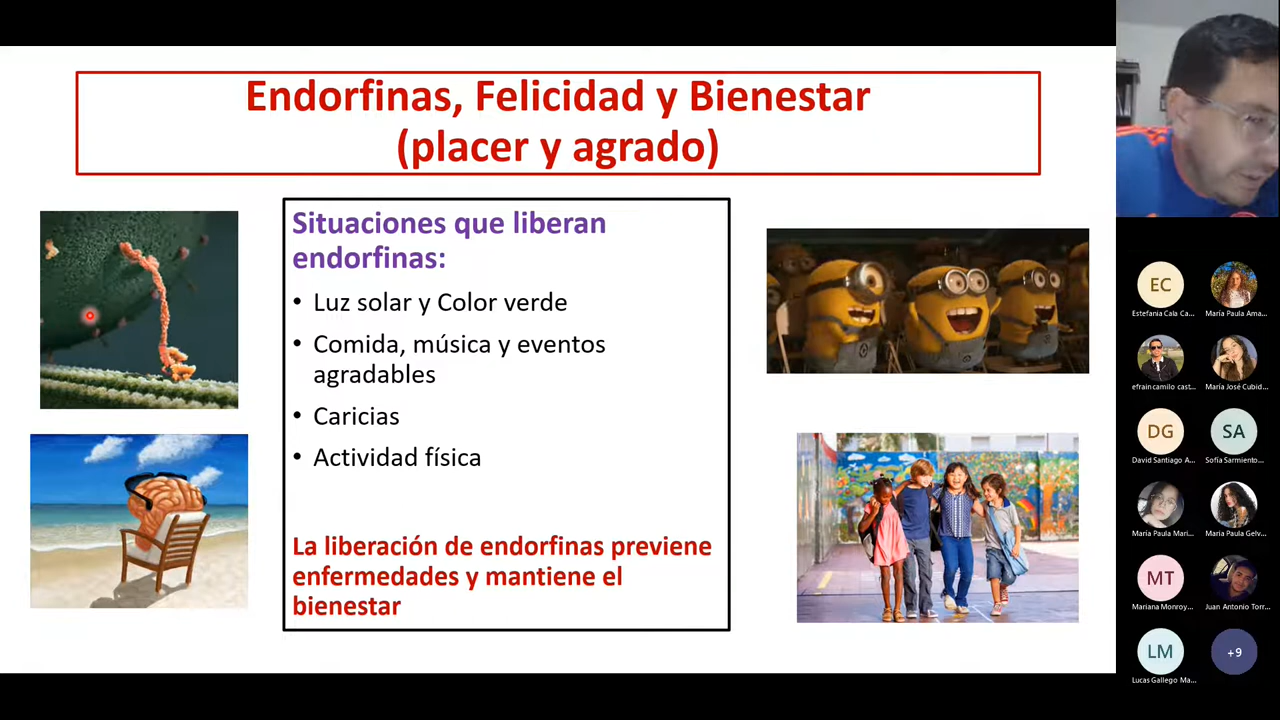 Endorfinas, Felicidad y Bienestar
(placer y agrado)
Situaciones que liberan
endorfinas:
• Luz solar y Color verde
• Comida, música y eventos
agradables
• Caricias
• Actividad física
La liberación de endorfinas previene
enfermedades y mantiene el
bienestar
EC
Estefania Cala Ca...
María Paula Ama...
efrain camilo cast...
María José Cubid...
DG
David Santiago A...
SA
Sofía Sarmiento...
María Paula Mari...
María Paula Gelv...
MT
Mariana Monroy...
Juan Antonio Torr...
LM
Lucas Gallego Ma...
+9